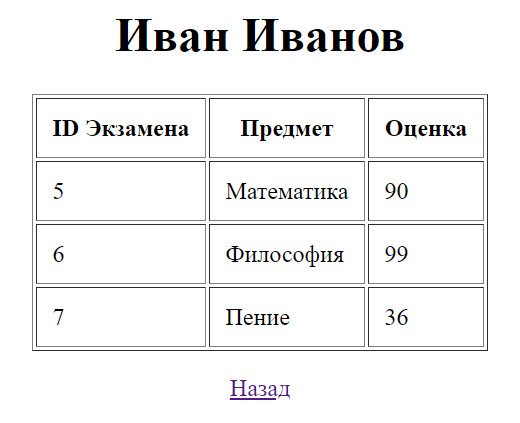 Иван Иванов
ID Экзамена Предмет Оценка
5 Математика 90
6 Философия 99
7 Пение 36
Назад